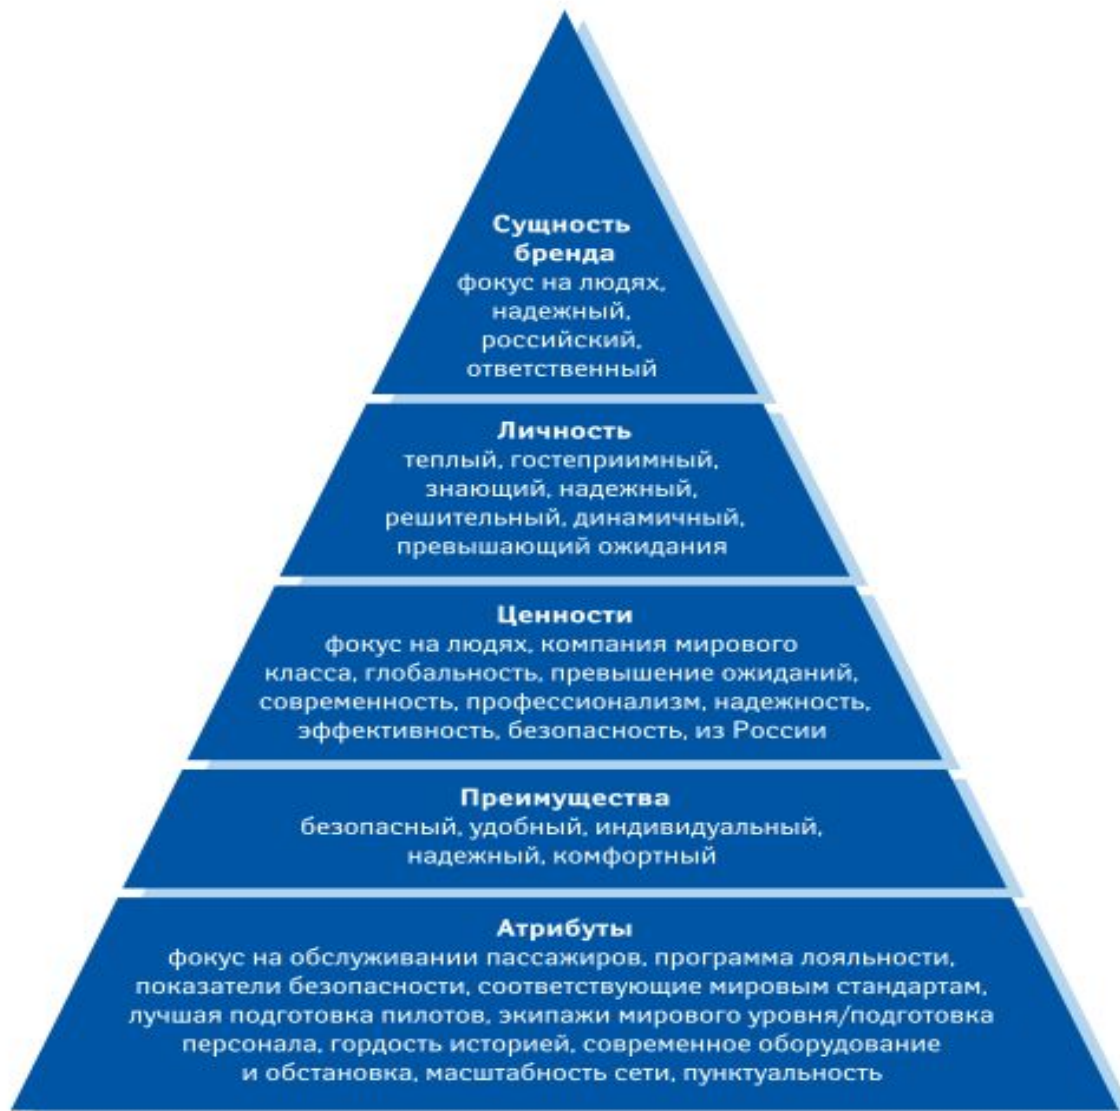 Сущность
бренда
фокус на людях,
надежный,
российский,
ответственный
Личность
теплый, гостеприимный,
знающий, надежный,
решительный, динамичный,
превышающий ожидания
Ценности
фокус на людях, компания мирового
класса, глобальность, превышение ожиданий,
современность, профессионализм, надежность,
эффективность, безопасность, из России
Преимущества
безопасный, удобный, индивидуальный,
надежный, комфортный
Атрибуты
фокус на обслуживании пассажиров, программа лояльности,
показатели безопасности, соответствующие мировым стандартам,
лучшая подготовка пилотов, экипажи мирового уровня/подготовка
персонала, гордость историей, современное оборудование
и обстановка, масштабность сети, пунктуальность